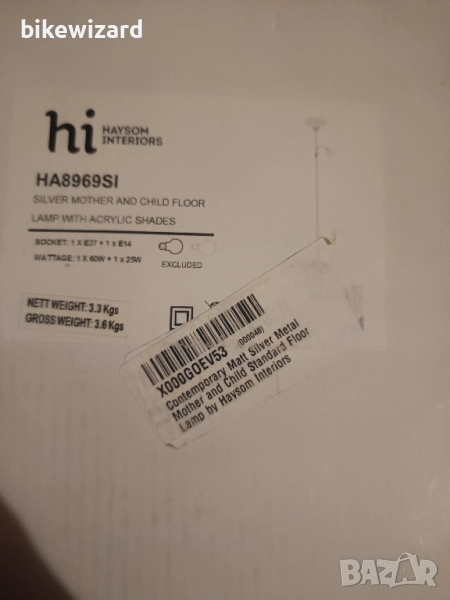 bikewizard
hi HAYSOM
INTERIORS
HA8969SI
SILVER MOTHER AND CHILD FLOOR
LAMP WITH ACRYLIC SHADES
SOCKET: 1 X E27 + 1 x E14
WATTAGE: 1 X 60W + 1 x 25W
EXCLUDED
NETT WEIGHT: 3.3 Kgs
GROSS WEIGHT: 3.6 Kgs
X000GOEV53
(000048)
Contemporary Matt Silver Metal
Mother and Child Standard Floor
Lamp by Haysom Interiors
bazar